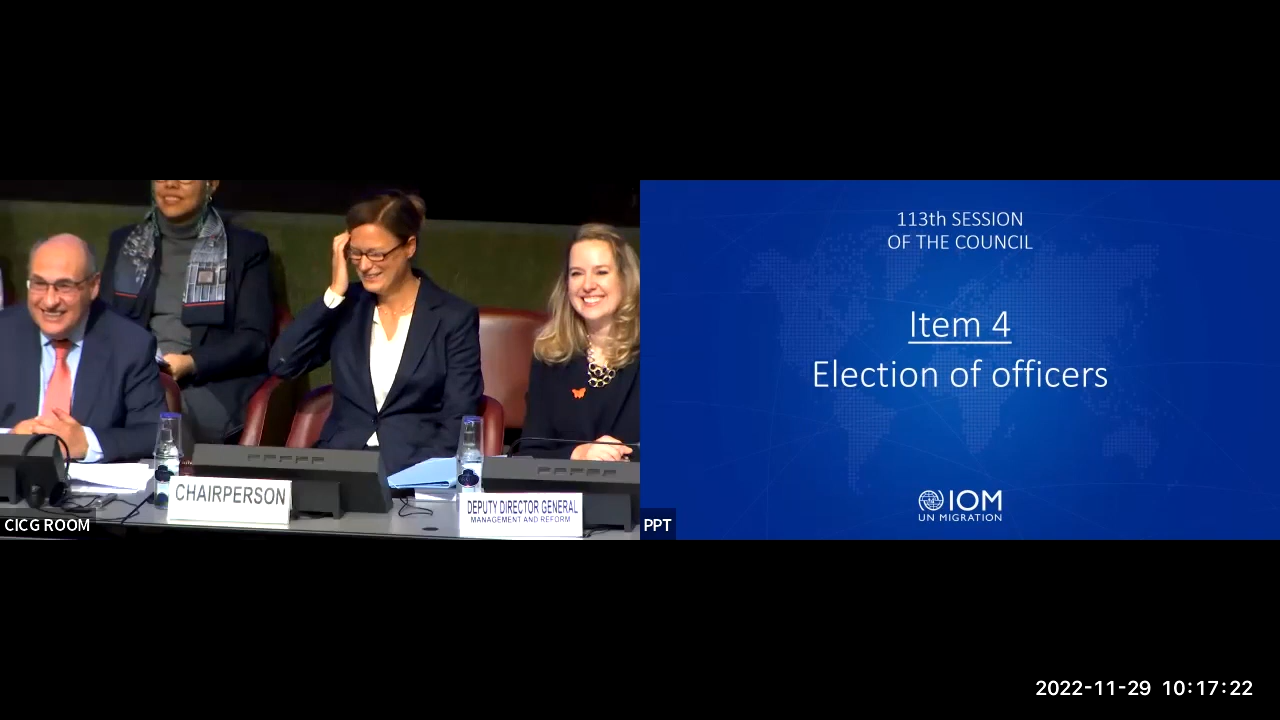 CHAIRPERSON
DEPUTY DIRECTOR GENERAL
MANAGEMENT AND REFORM
CICG ROOM
113th SESSION
OF THE COUNCIL
Item 4
Election of officers
IOM
UN MIGRATION
PPT
2022-11-29 10:17:22